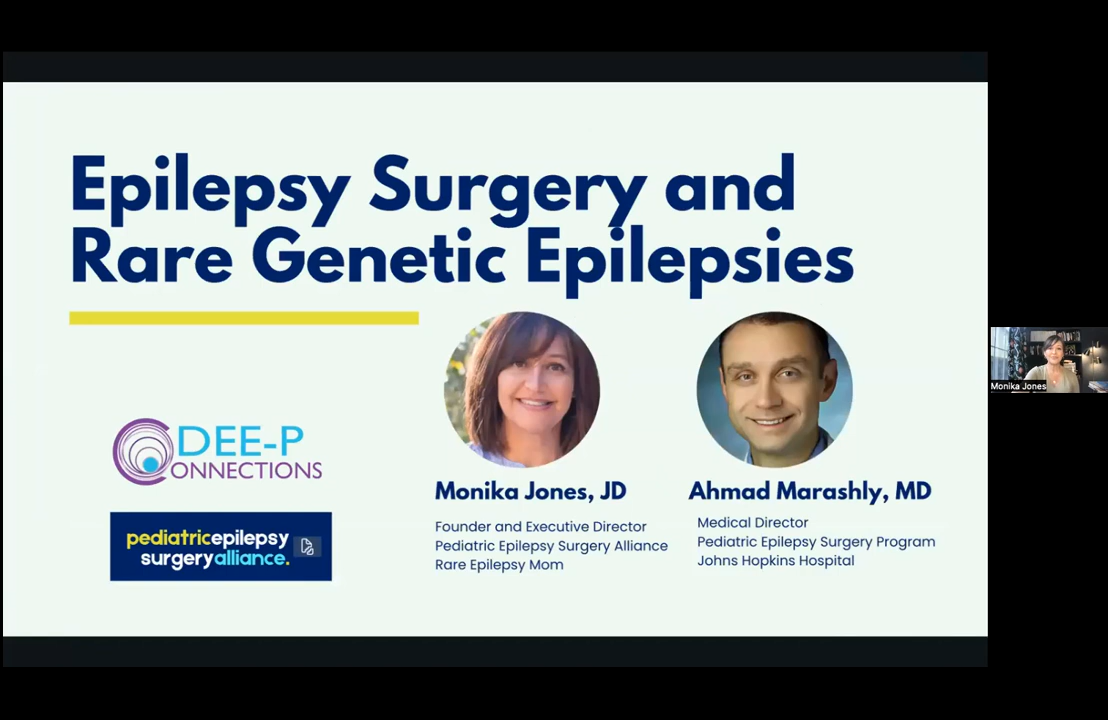 Epilepsy Surgery and
Rare Genetic Epilepsies
DEE-P
CONNECTIONS
pediatricepilepsy
surgeryalliance.
Monika Jones, JD
Founder and Executive Director
Pediatric Epilepsy Surgery Alliance
Rare Epilepsy Mom
Ahmad Marashly, MD
Medical Director
Pediatric Epilepsy Surgery Program
Johns Hopkins Hospital
Monika Jones